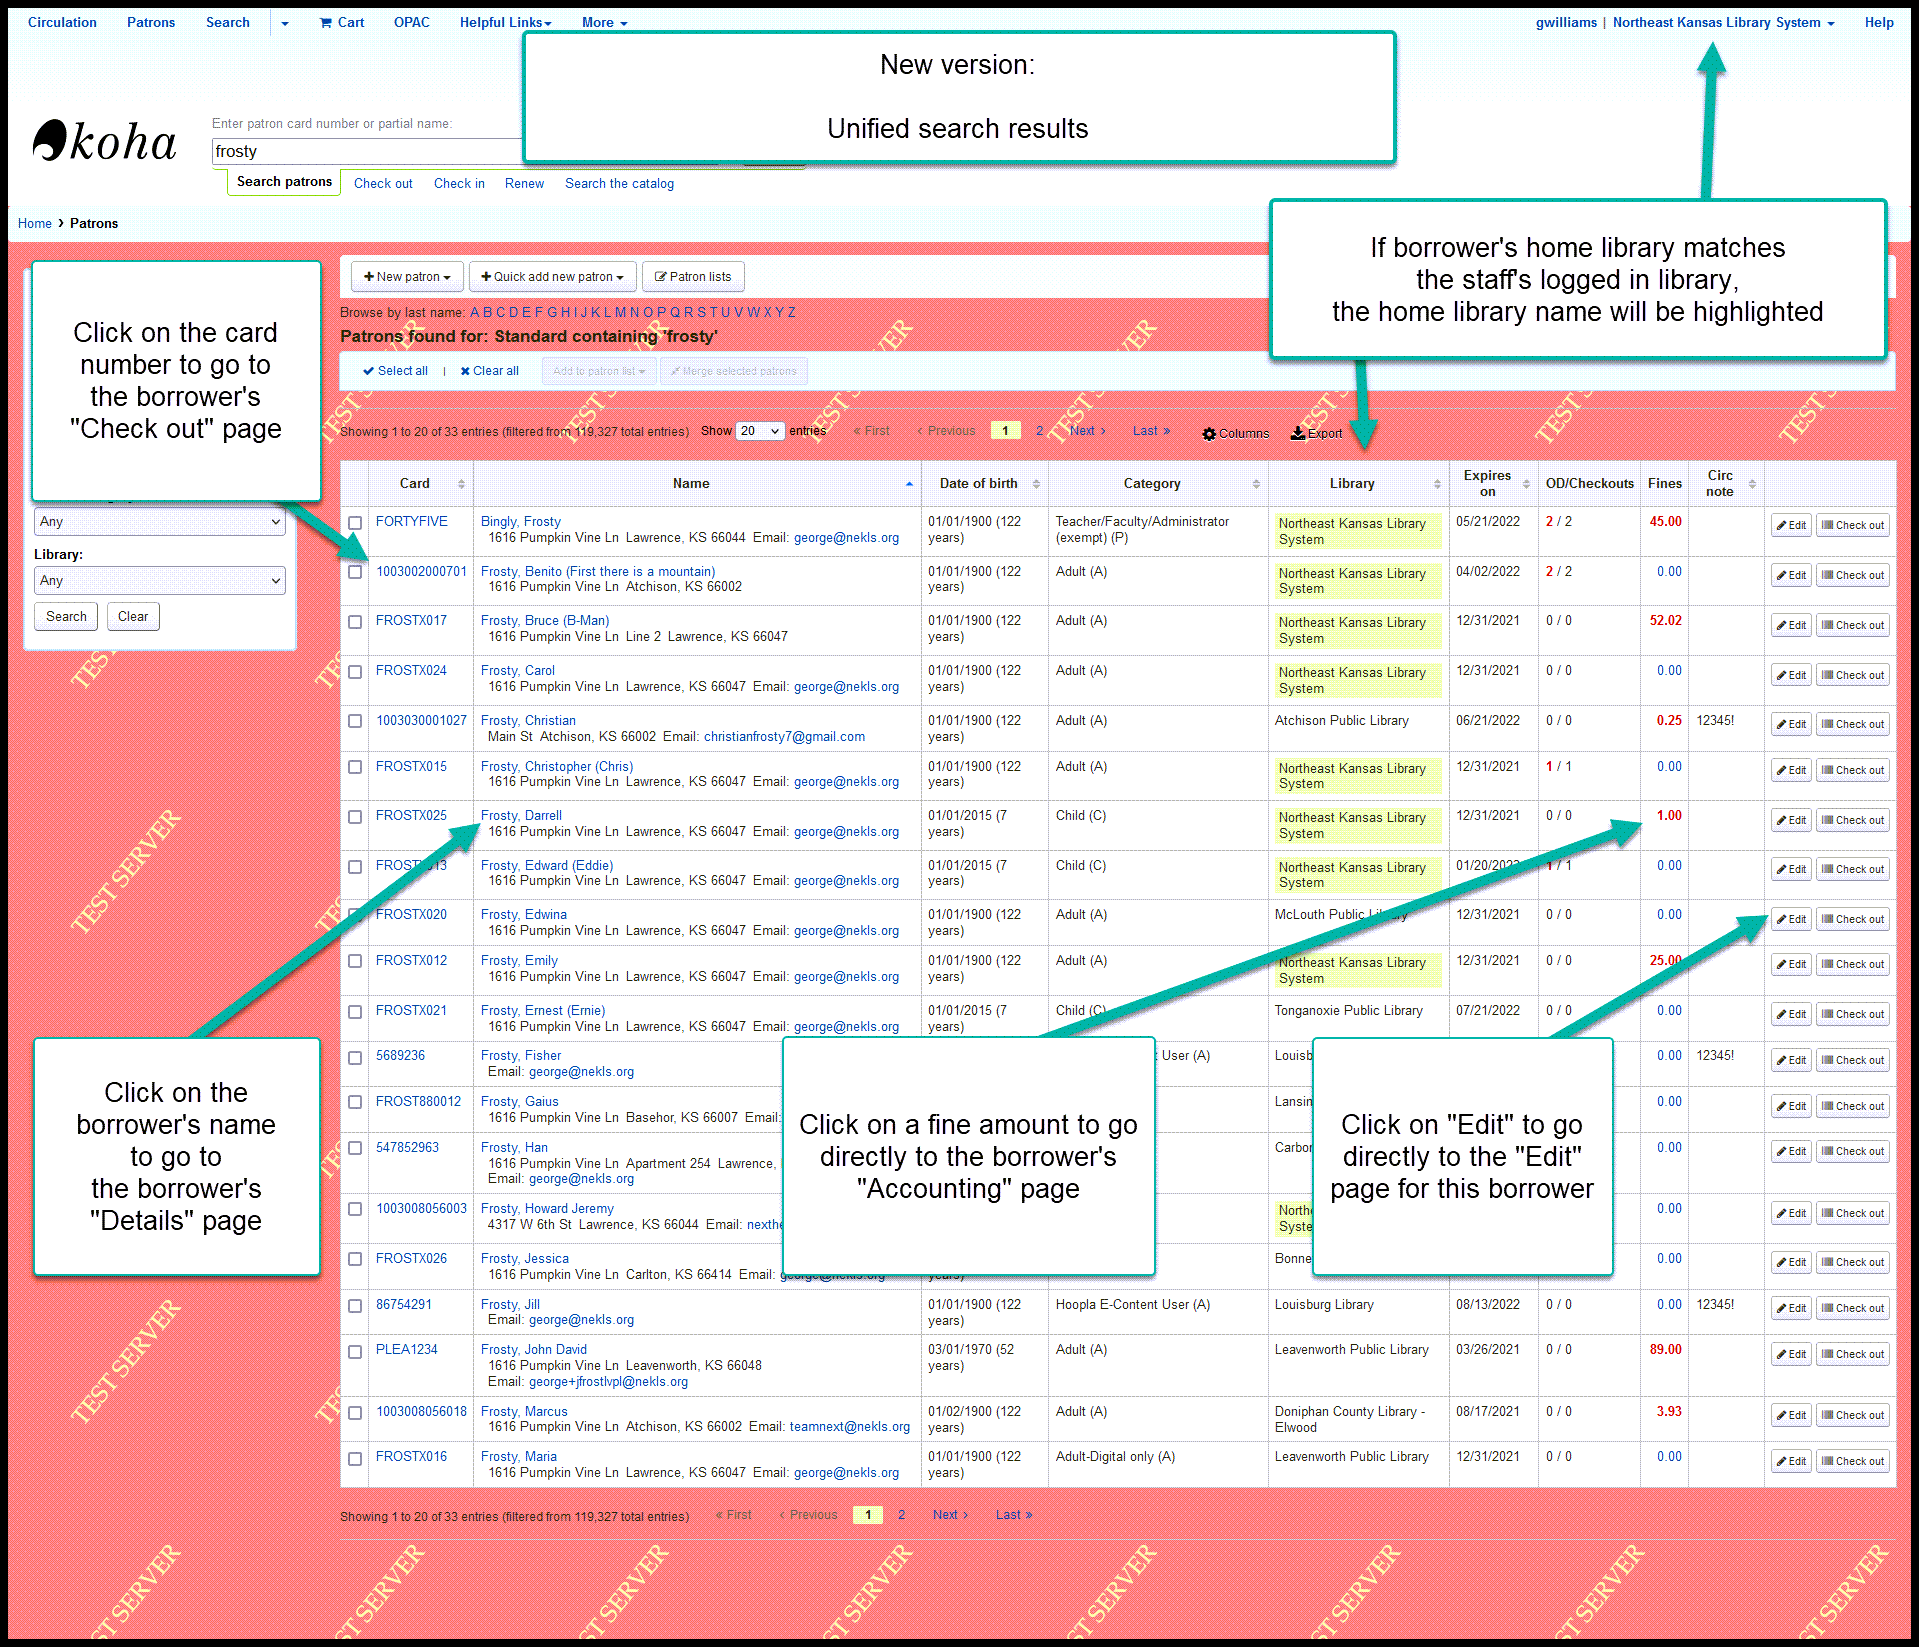 Circulation Patrons Search Cart OPAC Helpful Links More gwilliams | Northeast Kansas Library System Help
New version:
Unified search results
koha
Enter patron card number or partial name:
frosty
Search patrons Check out Check in Renew Search the catalog
Home › Patrons
If borrower's home library matches
the staff's logged in library,
the home library name will be highlighted
Click on the card
number to go to
the borrower's
"Check out" page
Any
Library:
Any
Search Clear
New patron Quick add new patron Patron lists
Browse by last name: A B C D E F G H I J K L M N O P Q R S T U V W X Y Z
Patrons found for: Standard containing 'frosty'
Select all | Clear all Add to patron list Merge selected patrons
Showing 1 to 20 of 33 entries (filtered from 119,327 total entries) Show 20 entries « First ‹ Previous 1 2 Next › Last » Columns Export
Card Name Date of birth Category Library Expires on OD/Checkouts Fines Circ note
FORTYFIVE Bingly, Frosty 01/01/1900 (122 Teacher/Faculty/Administrator Northeast Kansas Library 05/21/2022 2 / 2 45.00 Edit Check out
1616 Pumpkin Vine Ln Lawrence, KS 66044 Email: george@nekls.org years) (exempt) (P) System
1003002000701 Frosty, Benito (First there is a mountain) 01/01/1900 (122 Adult (A) Northeast Kansas Library 04/02/2022 2 / 2 0.00 Edit Check out
1616 Pumpkin Vine Ln Atchison, KS 66002 years) System
FROSTX017 Frosty, Bruce (B-Man) 01/01/1900 (122 Adult (A) Northeast Kansas Library 12/31/2021 0 / 0 52.02 Edit Check out
1616 Pumpkin Vine Ln Line 2 Lawrence, KS 66047 years) System
FROSTX024 Frosty, Carol 01/01/1900 (122 Adult (A) Northeast Kansas Library 12/31/2021 0 / 0 0.00 Edit Check out
1616 Pumpkin Vine Ln Lawrence, KS 66047 Email: george@nekls.org years) System
1003030001027 Frosty, Christian 01/01/1900 (122 Adult (A) Atchison Public Library 06/21/2022 0 / 0 0.25 12345! Edit Check out
Main St Atchison, KS 66002 Email: christianfrosty7@gmail.com years)
FROSTX015 Frosty, Christopher (Chris) 01/01/1900 (122 Adult (A) Northeast Kansas Library 12/31/2021 1 / 1 0.00 Edit Check out
1616 Pumpkin Vine Ln Lawrence, KS 66047 Email: george@nekls.org years) System
FROSTX025 Frosty, Darrell 01/01/2015 (7 Child (C) Northeast Kansas Library 12/31/2021 0 / 0 1.00 Edit Check out
1616 Pumpkin Vine Ln Lawrence, KS 66047 Email: george@nekls.org years) System
Frosty, Edward (Eddie) 01/01/2015 (7 Child (C) Northeast Kansas Library 1 / 1 0.00 Edit Check out
1616 Pumpkin Vine Ln Lawrence, KS 66047 Email: george@nekls.org years) System
FROSTX020 Frosty, Edwina 01/01/1900 (122 Adult (A) McLouth Public Library 12/31/2021 0 / 0 0.00 Edit Check out
1616 Pumpkin Vine Ln Lawrence, KS 66047 Email: george@nekls.org years)
FROSTX012 Frosty, Emily 01/01/1900 (122 Adult (A) Northeast Kansas Library 12/31/2021 0 / 0 25.00 Edit Check out
1616 Pumpkin Vine Ln Lawrence, KS 66047 Email: george@nekls.org years) System
FROSTX021 Frosty, Ernest (Ernie) 01/01/2015 (7 Child (C) Tonganoxie Public Library 07/21/2022 0 / 0 0.00 Edit Check out
1616 Pumpkin Vine Ln Lawrence, KS 66047 Email: george@nekls.org years)
5689236 Frosty, Fisher User (A) 0.00 12345! Edit Check out
Email: george@nekls.org
FROST880012 Frosty, Gaius 0.00 Edit Check out
1616 Pumpkin Vine Ln Basehor, KS 66007 Email:
547852963 Frosty, Han 0.00 Edit Check out
1616 Pumpkin Vine Ln Apartment 254 Lawrence,
Email: george@nekls.org
1003008056003 Frosty, Howard Jeremy 0.00 Edit Check out
4317 W 6th St Lawrence, KS 66044 Email:
FROSTX026 Frosty, Jessica 0.00 Edit Check out
1616 Pumpkin Vine Ln Carlton, KS 66414 Email: george@nekls.org years)
86754291 Frosty, Jill 01/01/1900 (122 Hoopla E-Content User (A) Louisburg Library 08/13/2022 0 / 0 0.00 12345! Edit Check out
Email: george@nekls.org years)
PLEA1234 Frosty, John David 03/01/1970 (52 Adult (A) Leavenworth Public Library 03/26/2021 0 / 0 89.00 Edit Check out
1616 Pumpkin Vine Ln Leavenworth, KS 66048 years)
Email: george+jfrostlvpl@nekls.org
1003008056018 Frosty, Marcus 01/02/1900 (122 Adult (A) Doniphan County Library - 08/17/2021 0 / 0 3.93 Edit Check out
1616 Pumpkin Vine Ln Atchison, KS 66002 Email: teamnext@nekls.org years) Elwood
FROSTX016 Frosty, Maria 01/01/1900 (122 Adult-Digital only (A) Leavenworth Public Library 12/31/2021 0 / 0 0.00 Edit Check out
1616 Pumpkin Vine Ln Lawrence, KS 66047 Email: george@nekls.org years)
Click on the
borrower's name
to go to
the borrower's
"Details" page
Click on a fine amount to go
directly to the borrower's
"Accounting" page
Click on "Edit" to go
directly to the "Edit"
page for this borrower
Showing 1 to 20 of 33 entries (filtered from 119,327 total entries) « First ‹ Previous 1 2 Next › Last »
TEST SERVER
TEST SERVER